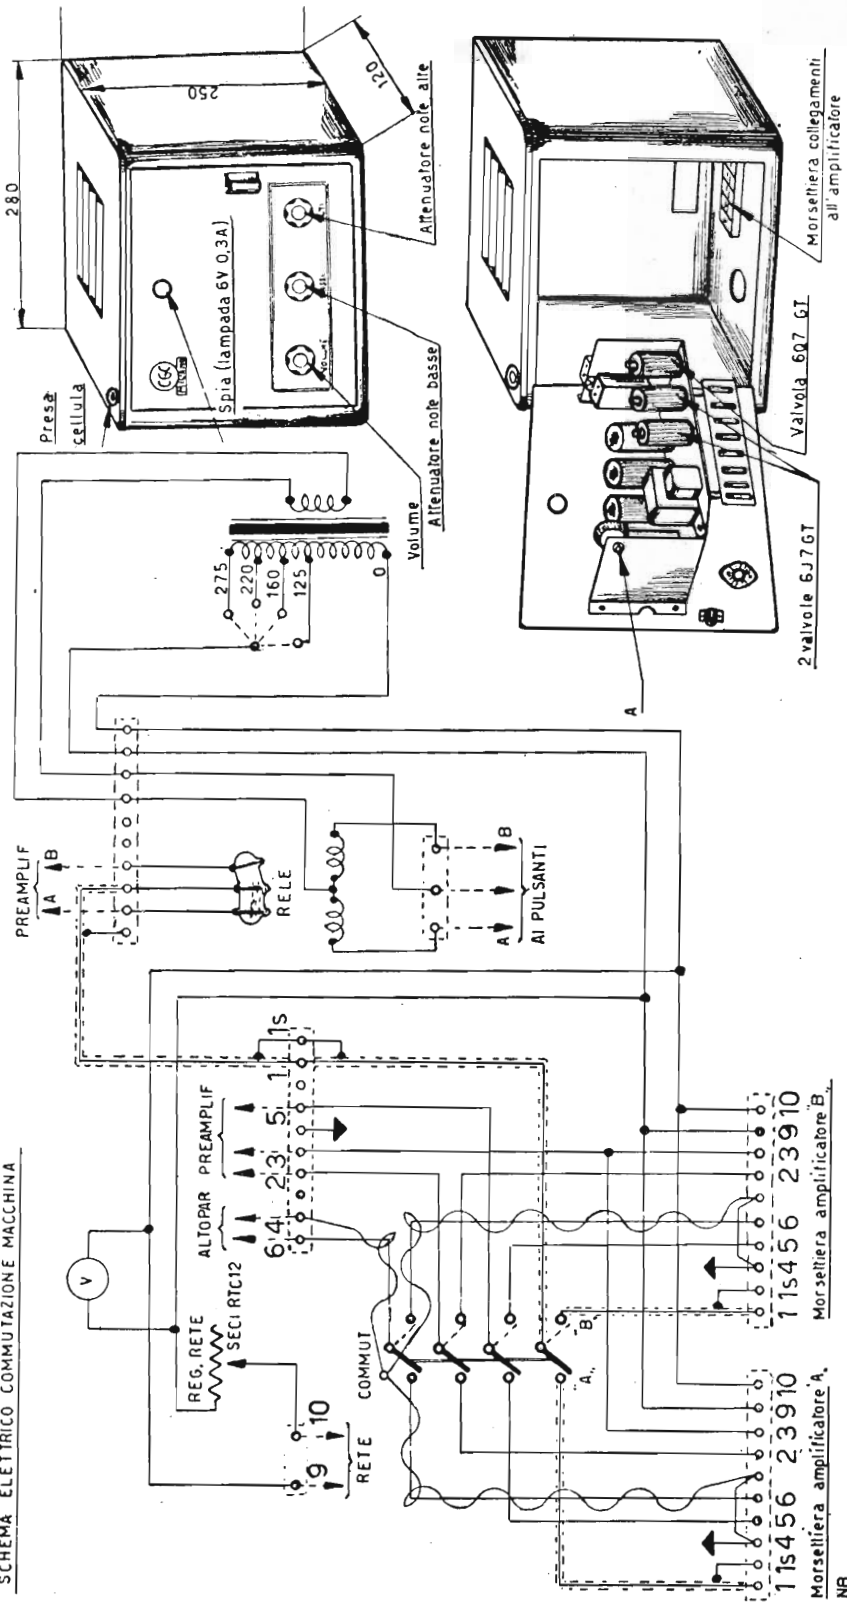 SCHEMA ELETTRICO COMMUTAZIONE MACCHINA
280
250
120
Presa
cellula
CGC
Spia (lampada 6V 0,3A)
VOLUME
Attenuatore note alte
Attenuatore note basse
Volume
275
220
160
125
0
Morsettiera collegamenti
all'amplificatore
Valvola 6Q7 GT
2 valvole 6J7GT
A
PREAMPLIF
A B
RELE
A B
AI PULSANTI
V
REG. RETE
SECI RTC12
9 10
RETE
ALTOPAR PREAMPLIF
6 4 2 3 5 1 1s
COMMUT
"A„ "B„
1 1s 4 5 6 2 3 9 10
Morsettiera amplificatore "A„
1 1s 4 5 6 2 3 9 10
Morsettiera amplificatore "B„
NB